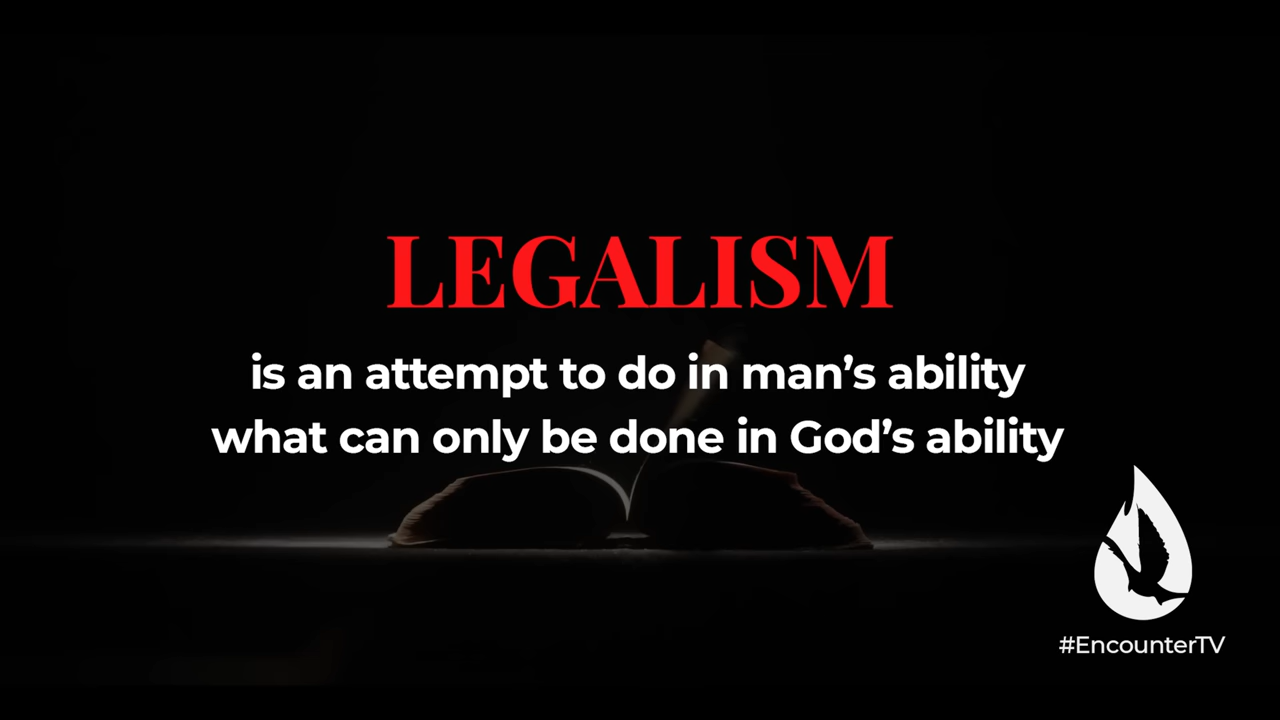 LEGALISM
is an attempt to do in man’s ability
what can only be done in God’s ability
#EncounterTV